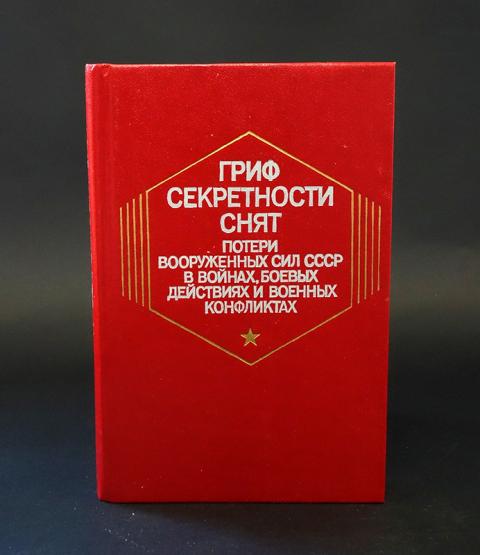 ГРИФ
СЕКРЕТНОСТИ
СНЯТ
ПОТЕРИ
ВООРУЖЕННЫХ СИЛ СССР
В ВОЙНАХ, БОЕВЫХ
ДЕЙСТВИЯХ И ВОЕННЫХ
КОНФЛИКТАХ